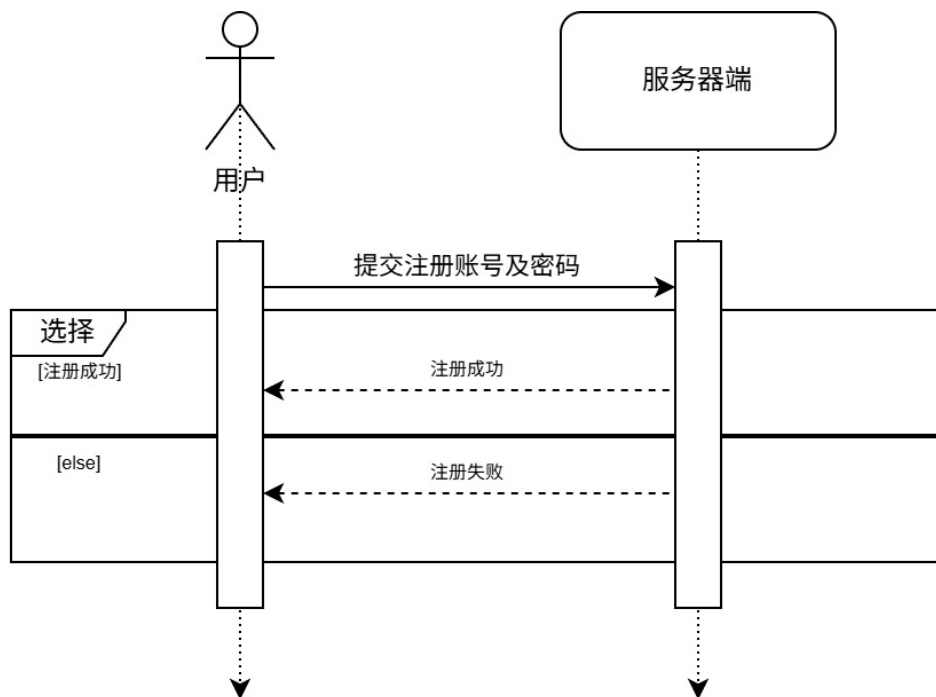 服务器端
用户
提交注册账号及密码
选择
[注册成功]
注册成功
[else]
注册失败